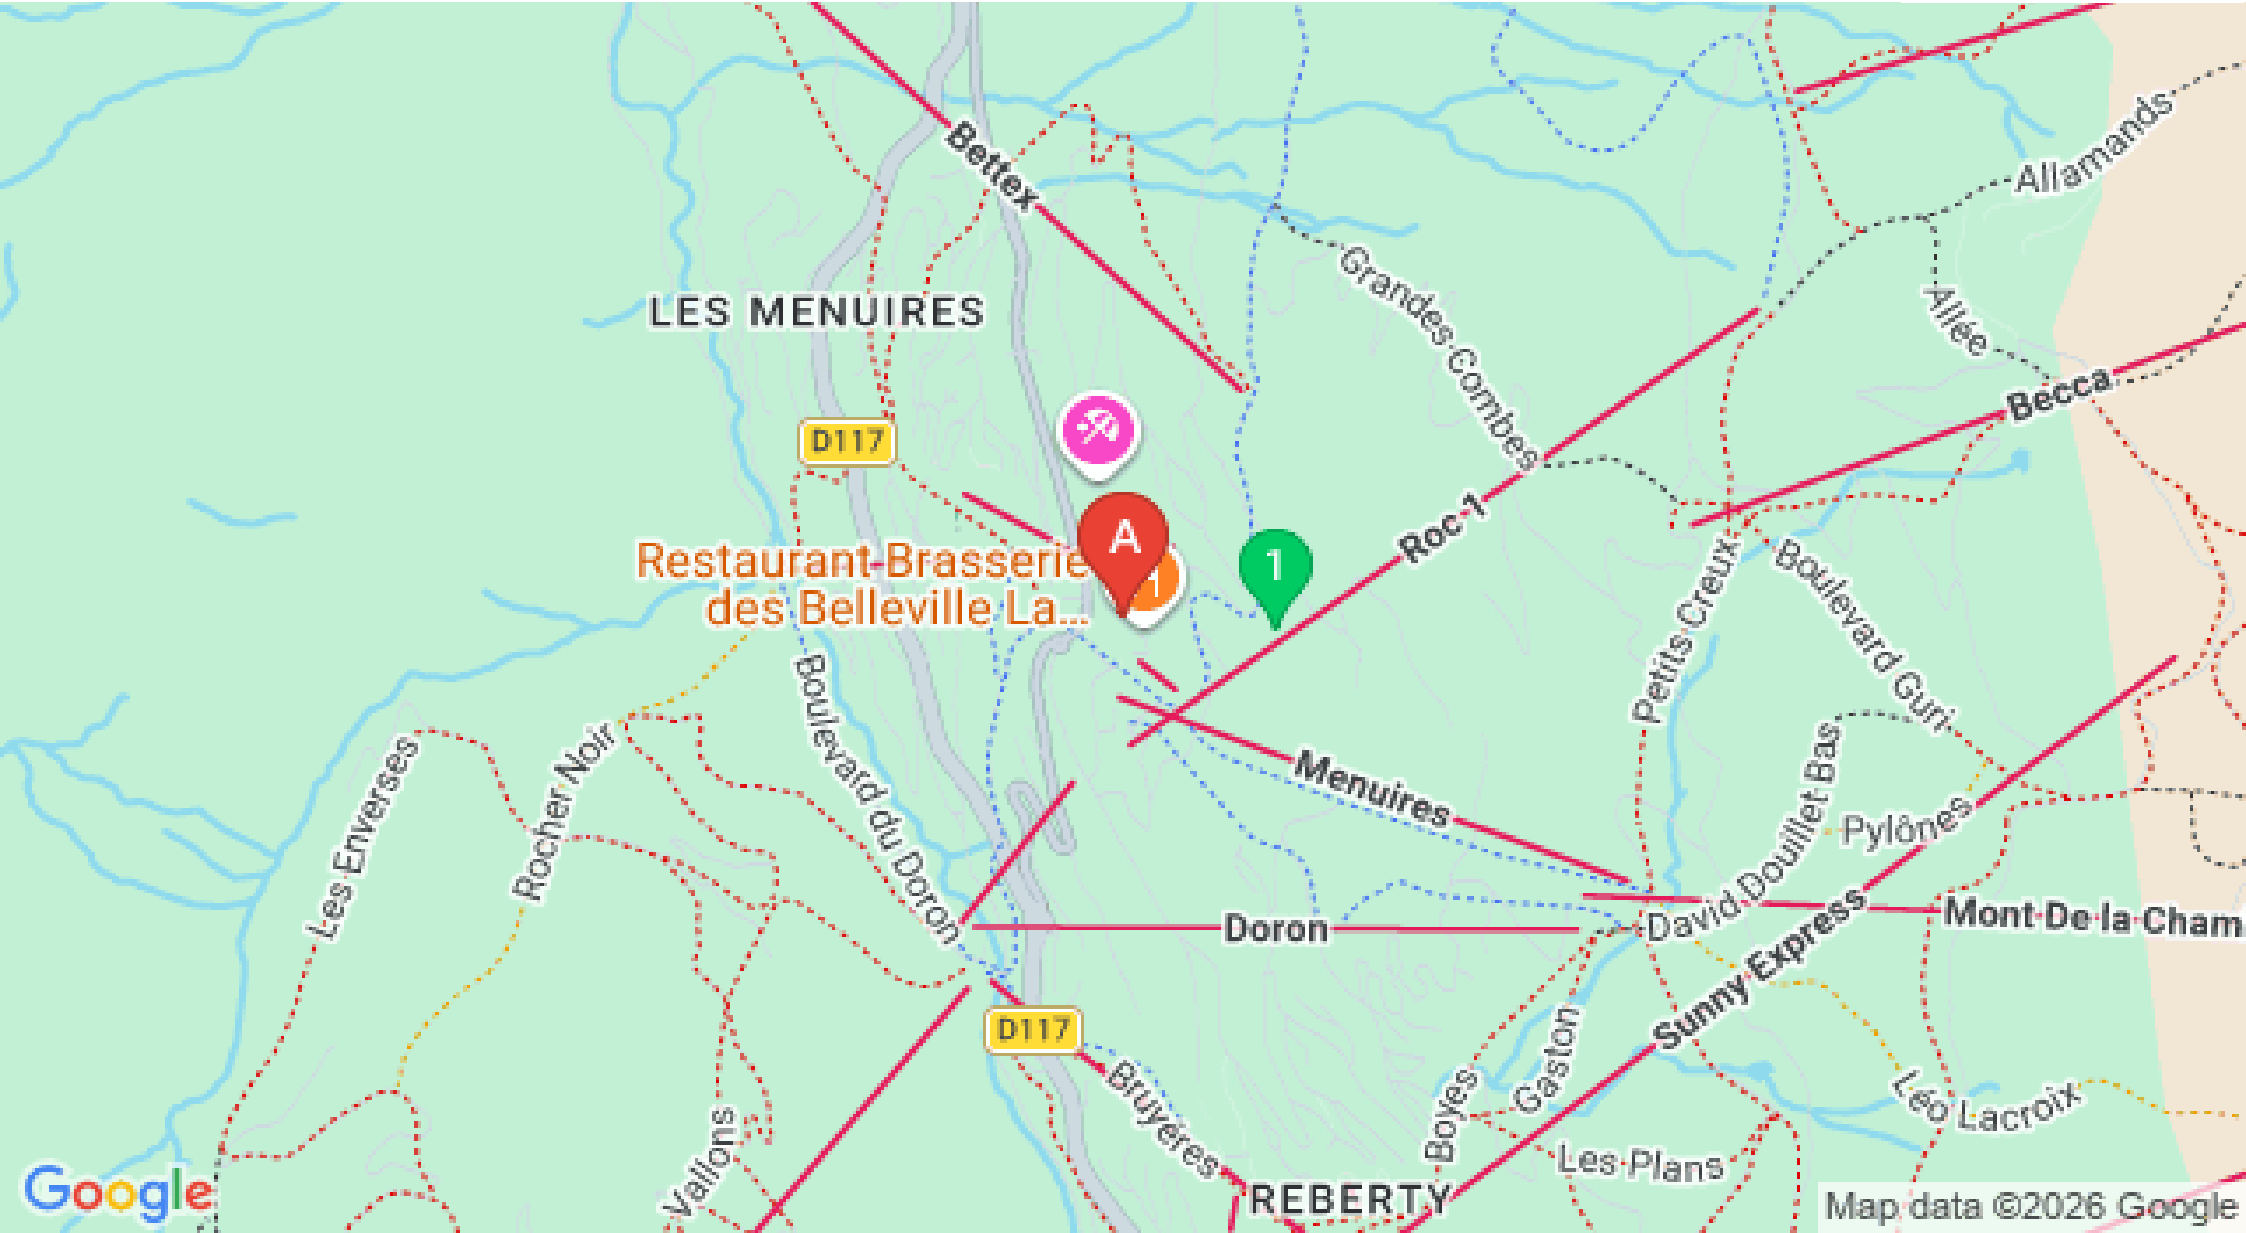 Bettex
Allamands
Grandes Combes
Allée
LES MENUIRES
Becca
D117
A
1
Roc 1
Restaurant Brasserie
des Belleville La...
Petits Creux
Boulevard Guri
Boulevard du Doron
Les Enverses
Rocher Noir
Menuires
David Douillet Bas
Pylônes
Doron
Mont De la Cham
Sunny Express
D117
Bruyères
Gaston
Boyes
Léo Lacroix
Vallons
Les Plans
REBERTY
Google
Map data ©2026 Google